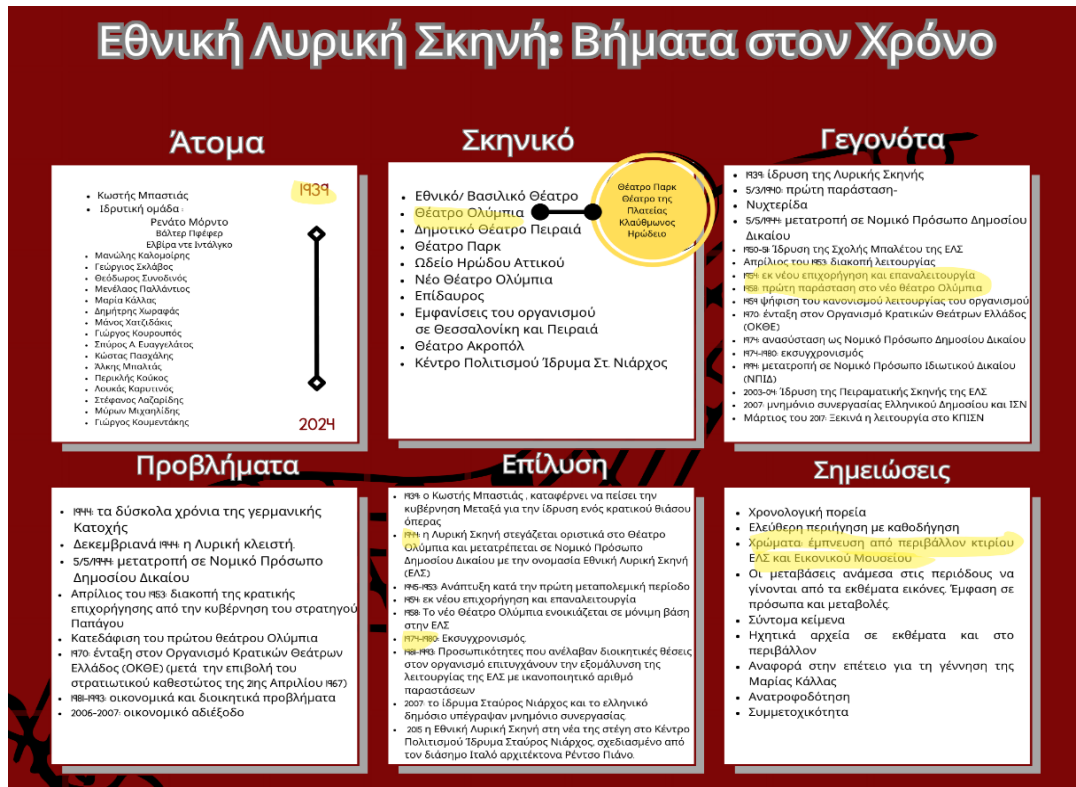 Εθνική Λυρική Σκηνή: Βήματα στον Χρόνο
Άτομα
Κωστής Μπαστιάς
Ιδρυτική ομάδα :
Ρενάτο Μόρντο
Βάλτερ Πφέφερ
Ελβίρα ντε Ιντάλγκο
Μανώλης Καλομοίρης
Γεώργιος Σκλάβος
Θεόδωρος Συνοδινός
Μενέλαος Παλλάντιος
Μαρία Κάλλας
Δημήτρης Χωραφάς
Μάνος Χατζιδάκις
Γιώργος Κουρουπός
Σπύρος Α. Ευαγγελάτος
Κώστας Πασχάλης
Άλκης Μπαλτάς
Περικλής Κούκος
Λουκάς Καρυτινός
Στέφανος Λαζαρίδης
Μύρων Μιχαηλίδης
Γιώργος Κουμεντάκης
1939
2024
Σκηνικό
Εθνικό/ Βασιλικό Θέατρο
Θέατρο Ολύμπια
Δημοτικό Θέατρο Πειραιά
Θέατρο Παρκ
Ωδείο Ηρώδου Αττικού
Νέο Θέατρο Ολύμπια
Επίδαυρος
Εμφανίσεις του οργανισμού
σε Θεσσαλονίκη και Πειραιά
Θέατρο Ακροπόλ
Κέντρο Πολιτισμού Ίδρυμα Στ. Νιάρχος
Θέατρο Παρκ
Θέατρο της
Πλατείας
Κλαύθμωνος
Ηρώδειο
Γεγονότα
1939: ίδρυση της Λυρικής Σκηνής
5/3/1940: πρώτη παράσταση-
Νυχτερίδα
5/5/1944: μετατροπή σε Νομικό Πρόσωπο Δημοσίου
Δικαίου
1950-51: Ίδρυση της Σχολής Μπαλέτου της ΕΛΣ
Απρίλιος του 1953: διακοπή λειτουργίας
1954: εκ νέου επιχορήγηση και επαναλειτουργία
1958: πρώτη παράσταση στο νέο θέατρο Ολύμπια
1959 ψήφιση του κανονισμού λειτουργίας του οργανισμού
1970: ένταξη στον Οργανισμό Κρατικών Θεάτρων Ελλάδος
(ΟΚΘΕ)
1974: ανασύσταση ως Νομικό Πρόσωπο Δημοσίου Δικαίου
1974-1980: εκσυγχρονισμός
1994: μετατροπή σε Νομικό Πρόσωπο Ιδιωτικού Δικαίου
(ΝΠΙΔ)
2003-04: Ίδρυση της Πειραματικής Σκηνής της ΕΛΣ
2007: μνημόνιο συνεργασίας Ελληνικού Δημοσίου και ΙΣΝ
Μάρτιος του 2017: Ξεκινά η λειτουργία στο ΚΠΙΣΝ
Προβλήματα
1944: τα δύσκολα χρόνια της γερμανικής
Κατοχής
Δεκεμβριανά 1944: η Λυρική κλειστή.
5/5/1944: μετατροπή σε Νομικό Πρόσωπο
Δημοσίου Δικαίου
Απρίλιος του 1953: διακοπή της κρατικής
επιχορήγησης από την κυβέρνηση του στρατηγού
Παπάγου
Κατεδάφιση του πρώτου θεάτρου Ολύμπια
1970: ένταξη στον Οργανισμό Κρατικών Θεάτρων
Ελλάδος (ΟΚΘΕ) (μετά την επιβολή του
στρατιωτικού καθεστώτος της 21ης Απριλίου 1967)
1981-1993: οικονομικά και διοικητικά προβλήματα
2006-2007: οικονομικό αδιέξοδο
Επίλυση
1939: ο Κωστής Μπαστιάς , καταφέρνει να πείσει την
κυβέρνηση Μεταξά για την ίδρυση ενός κρατικού θιάσου
όπερας
1944: η Λυρική Σκηνή στεγάζεται οριστικά στο Θέατρο
Ολύμπια και μετατρέπεται σε Νομικό Πρόσωπο
Δημοσίου Δικαίου με την ονομασία Εθνική Λυρική Σκηνή
(ΕΛΣ)
1945-1953: Ανάπτυξη κατά την πρώτη μεταπολεμική περίοδο
1954: εκ νέου επιχορήγηση και επαναλειτουργία
1958: Το νέο Θέατρο Ολύμπια ενοικιάζεται σε μόνιμη βάση
στην ΕΛΣ
1974-1980: Εκσυγχρονισμός.
1981-1993: Προσωπικότητες που ανέλαβαν διοικητικές θέσεις
στον οργανισμό επιτυγχάνουν την εξομάλυνση της
λειτουργίας της ΕΛΣ με ικανοποιητικό αριθμό
παραστάσεων
2007: το ίδρυμα Σταύρος Νιάρχος και το ελληνικό
δημόσιο υπέγραψαν μνημόνιο συνεργασίας.
2015 η Εθνική Λυρική Σκηνή στη νέα της στέγη στο Κέντρο
Πολιτισμού Ίδρυμα Σταύρος Νιάρχος, σχεδιασμένο από
τον διάσημο Ιταλό αρχιτέκτονα Ρέντσο Πιάνο.
Σημειώσεις
Χρονολογική πορεία
Ελεύθερη περιήγηση με καθοδήγηση
Χρώματα: έμπνευση από περιβάλλον κτιρίου
ΕΛΣ και Εικονικού Μουσείου
Οι μεταβάσεις ανάμεσα στις περιόδους να
γίνονται από τα εκθέματα εικόνες. Έμφαση σε
πρόσωπα και μεταβολές.
Σύντομα κείμενα
Ηχητικά αρχεία σε εκθέματα και στο
περιβάλλον
Αναφορά στην επέτειο για τη γέννηση της
Μαρίας Κάλλας
Ανατροφοδότηση
Συμμετοχικότητα